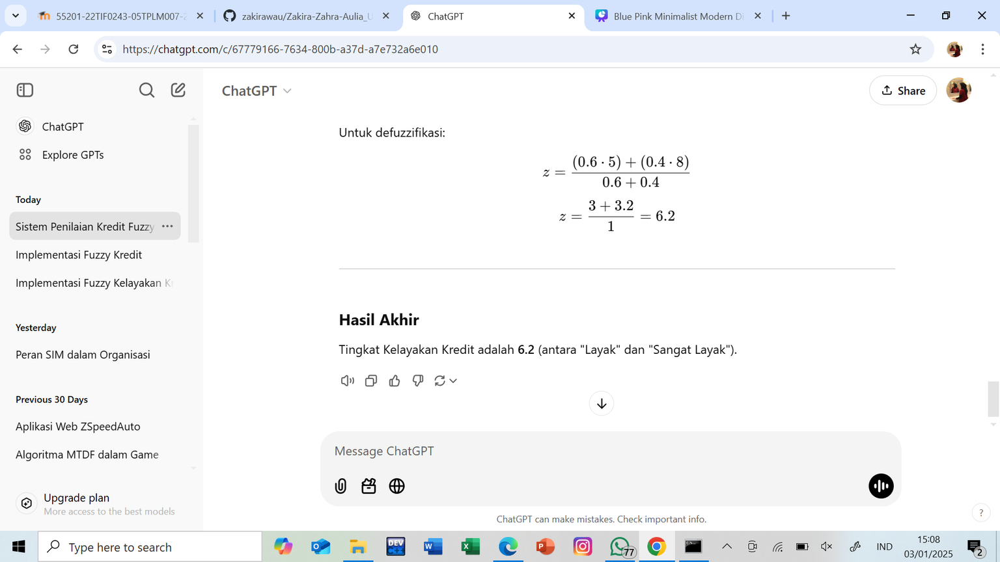 55201-22TIF0243-05TPLM007-2
zakirawau/Zakira-Zahra-Aulia_U
ChatGPT
Blue Pink Minimalist Modern Di
https://chatgpt.com/c/67779166-7634-800b-a37d-a7e732a6e010
ChatGPT
Share
ChatGPT
Explore GPTs
Today
Sistem Penilaian Kredit Fuzzy
Implementasi Fuzzy Kredit
Implementasi Fuzzy Kelayakan Kr
Yesterday
Peran SIM dalam Organisasi
Previous 30 Days
Aplikasi Web ZSpeedAuto
Algoritma MTDF dalam Game
Upgrade plan
More access to the best models
Untuk defuzzifikasi:
z = (0.6 · 5) + (0.4 · 8)
0.6 + 0.4
z = 3 + 3.2 = 6.2
1
Hasil Akhir
Tingkat Kelayakan Kredit adalah 6.2 (antara "Layak" dan "Sangat Layak").
Message ChatGPT
ChatGPT can make mistakes. Check important info.
?
Type here to search
DEV C++
77
IND
15:08
03/01/2025
2